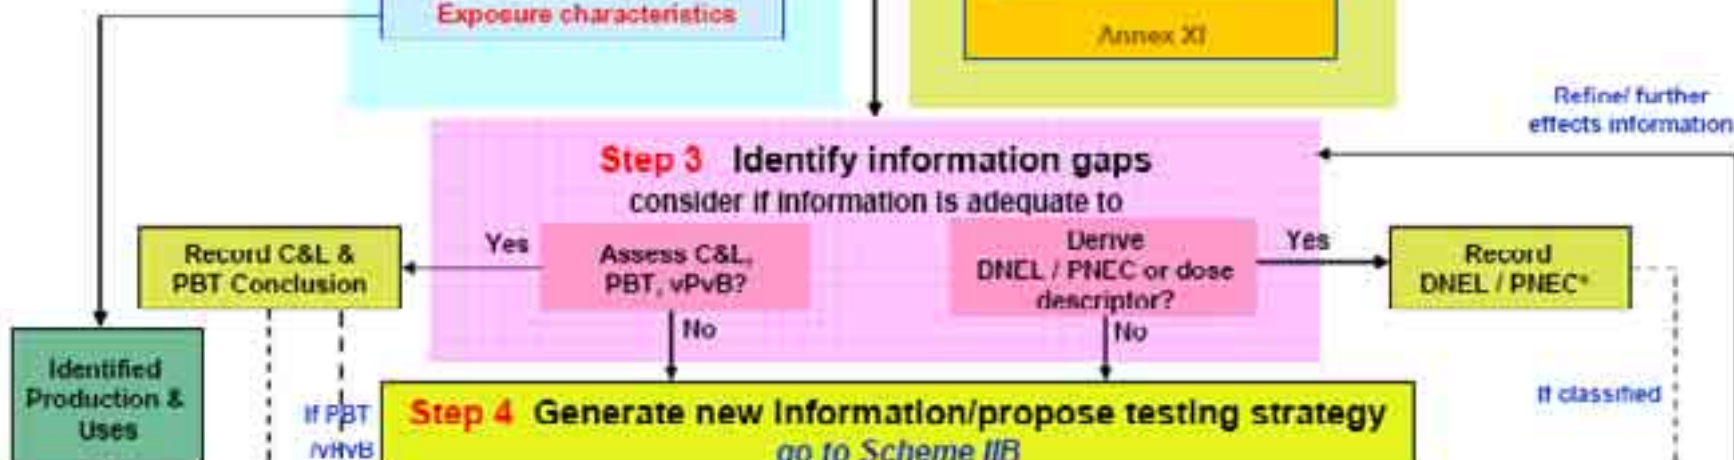 Exposure characteristics
Annex XI
Refine/ further
effects information
Step 3 Identify information gaps
consider if information is adequate to
Record C&L &
PBT Conclusion
Yes
Assess C&L,
PBT, vPvB?
Derive
DNEL / PNEC or dose
descriptor?
Yes
Record
DNEL / PNEC*
No
No
Identified
Production &
Uses
If PBT
/vPvB
Step 4 Generate new information/propose testing strategy
go to Scheme IIB
If classified